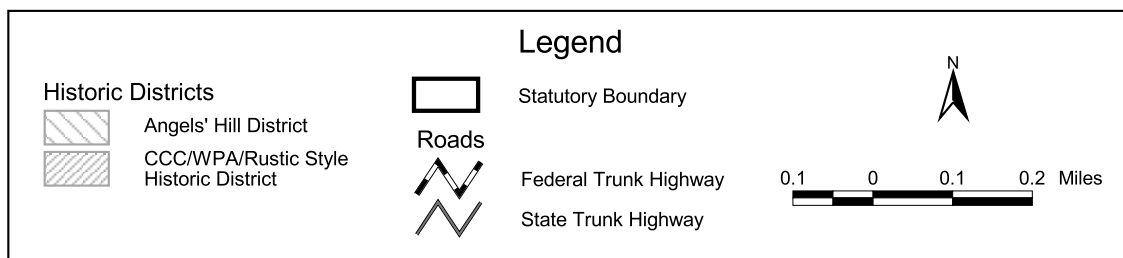 Legend
Historic Districts
Angels' Hill District
CCC/WPA/Rustic Style
Historic District
Statutory Boundary
Roads
Federal Trunk Highway
State Trunk Highway
N
0.1 0 0.1 0.2 Miles